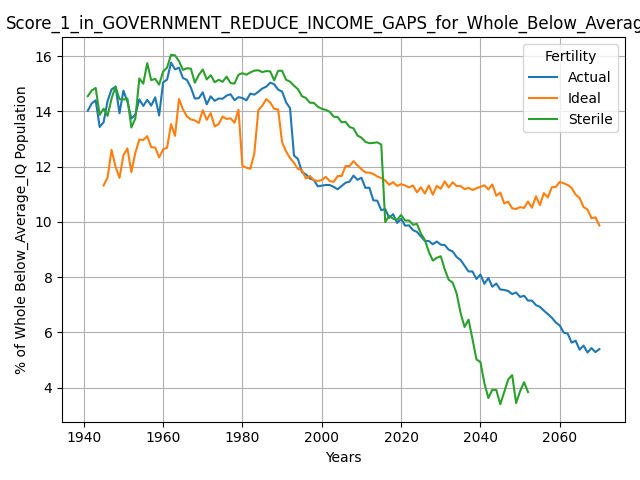 Score_1_in_GOVERNMENT_REDUCE_INCOME_GAPS_for_Whole_Below_Averag
Fertility
Actual
Ideal
Sterile
% of Whole Below_Average_IQ Population
16
14
12
10
8
6
4
1940 1960 1980 2000 2020 2040 2060
Years